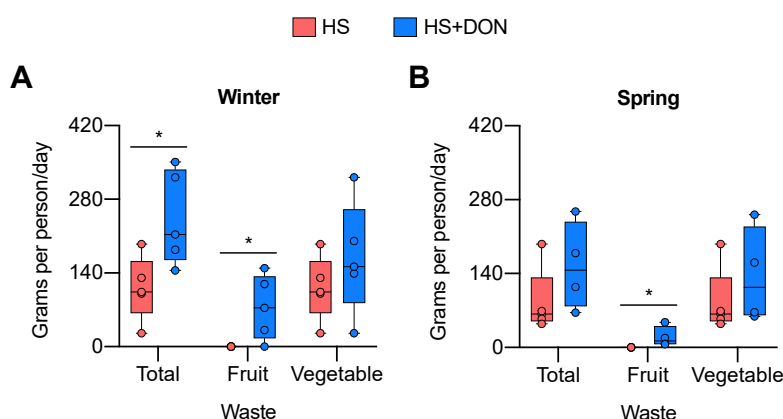 HS HS+DON
A
Winter
Grams per person/day
420
280
140
0
*
*
Total Fruit Vegetable
Waste
B
Spring
Grams per person/day
420
280
140
0
*
Total Fruit Vegetable
Waste